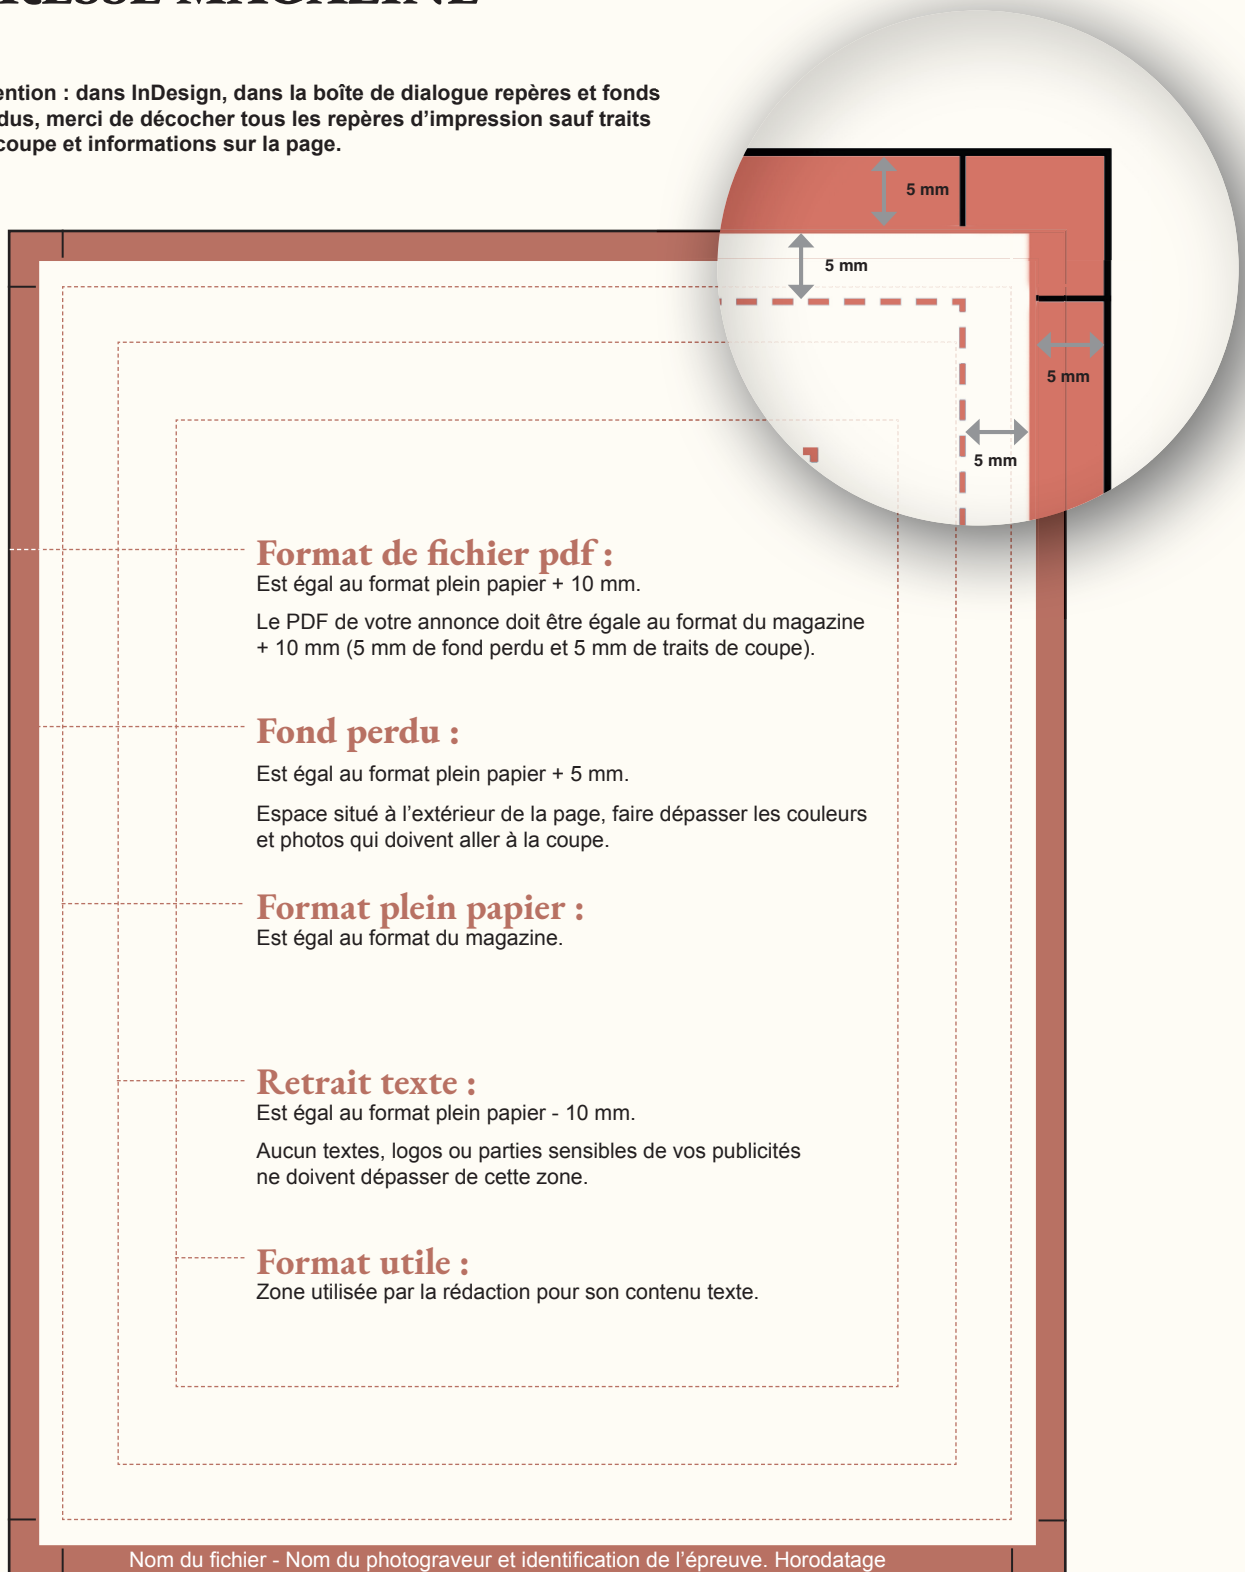 MAGAZINE
: dans InDesign, dans la boîte de dialogue repères et fonds
merci de décocher tous les repères d’impression sauf traits
coupe et informations sur la page.
5 mm
5 mm
5 mm
5 mm
Format de fichier pdf :
Est égal au format plein papier + 10 mm.
Le PDF de votre annonce doit être égale au format du magazine
+ 10 mm (5 mm de fond perdu et 5 mm de traits de coupe).
Fond perdu :
Est égal au format plein papier + 5 mm.
Espace situé à l’extérieur de la page, faire dépasser les couleurs
et photos qui doivent aller à la coupe.
Format plein papier :
Est égal au format du magazine.
Retrait texte :
Est égal au format plein papier - 10 mm.
Aucun textes, logos ou parties sensibles de vos publicités
ne doivent dépasser de cette zone.
Format utile :
Zone utilisée par la rédaction pour son contenu texte.
Nom du fichier - Nom du photograveur et identification de l’épreuve. Horodatage